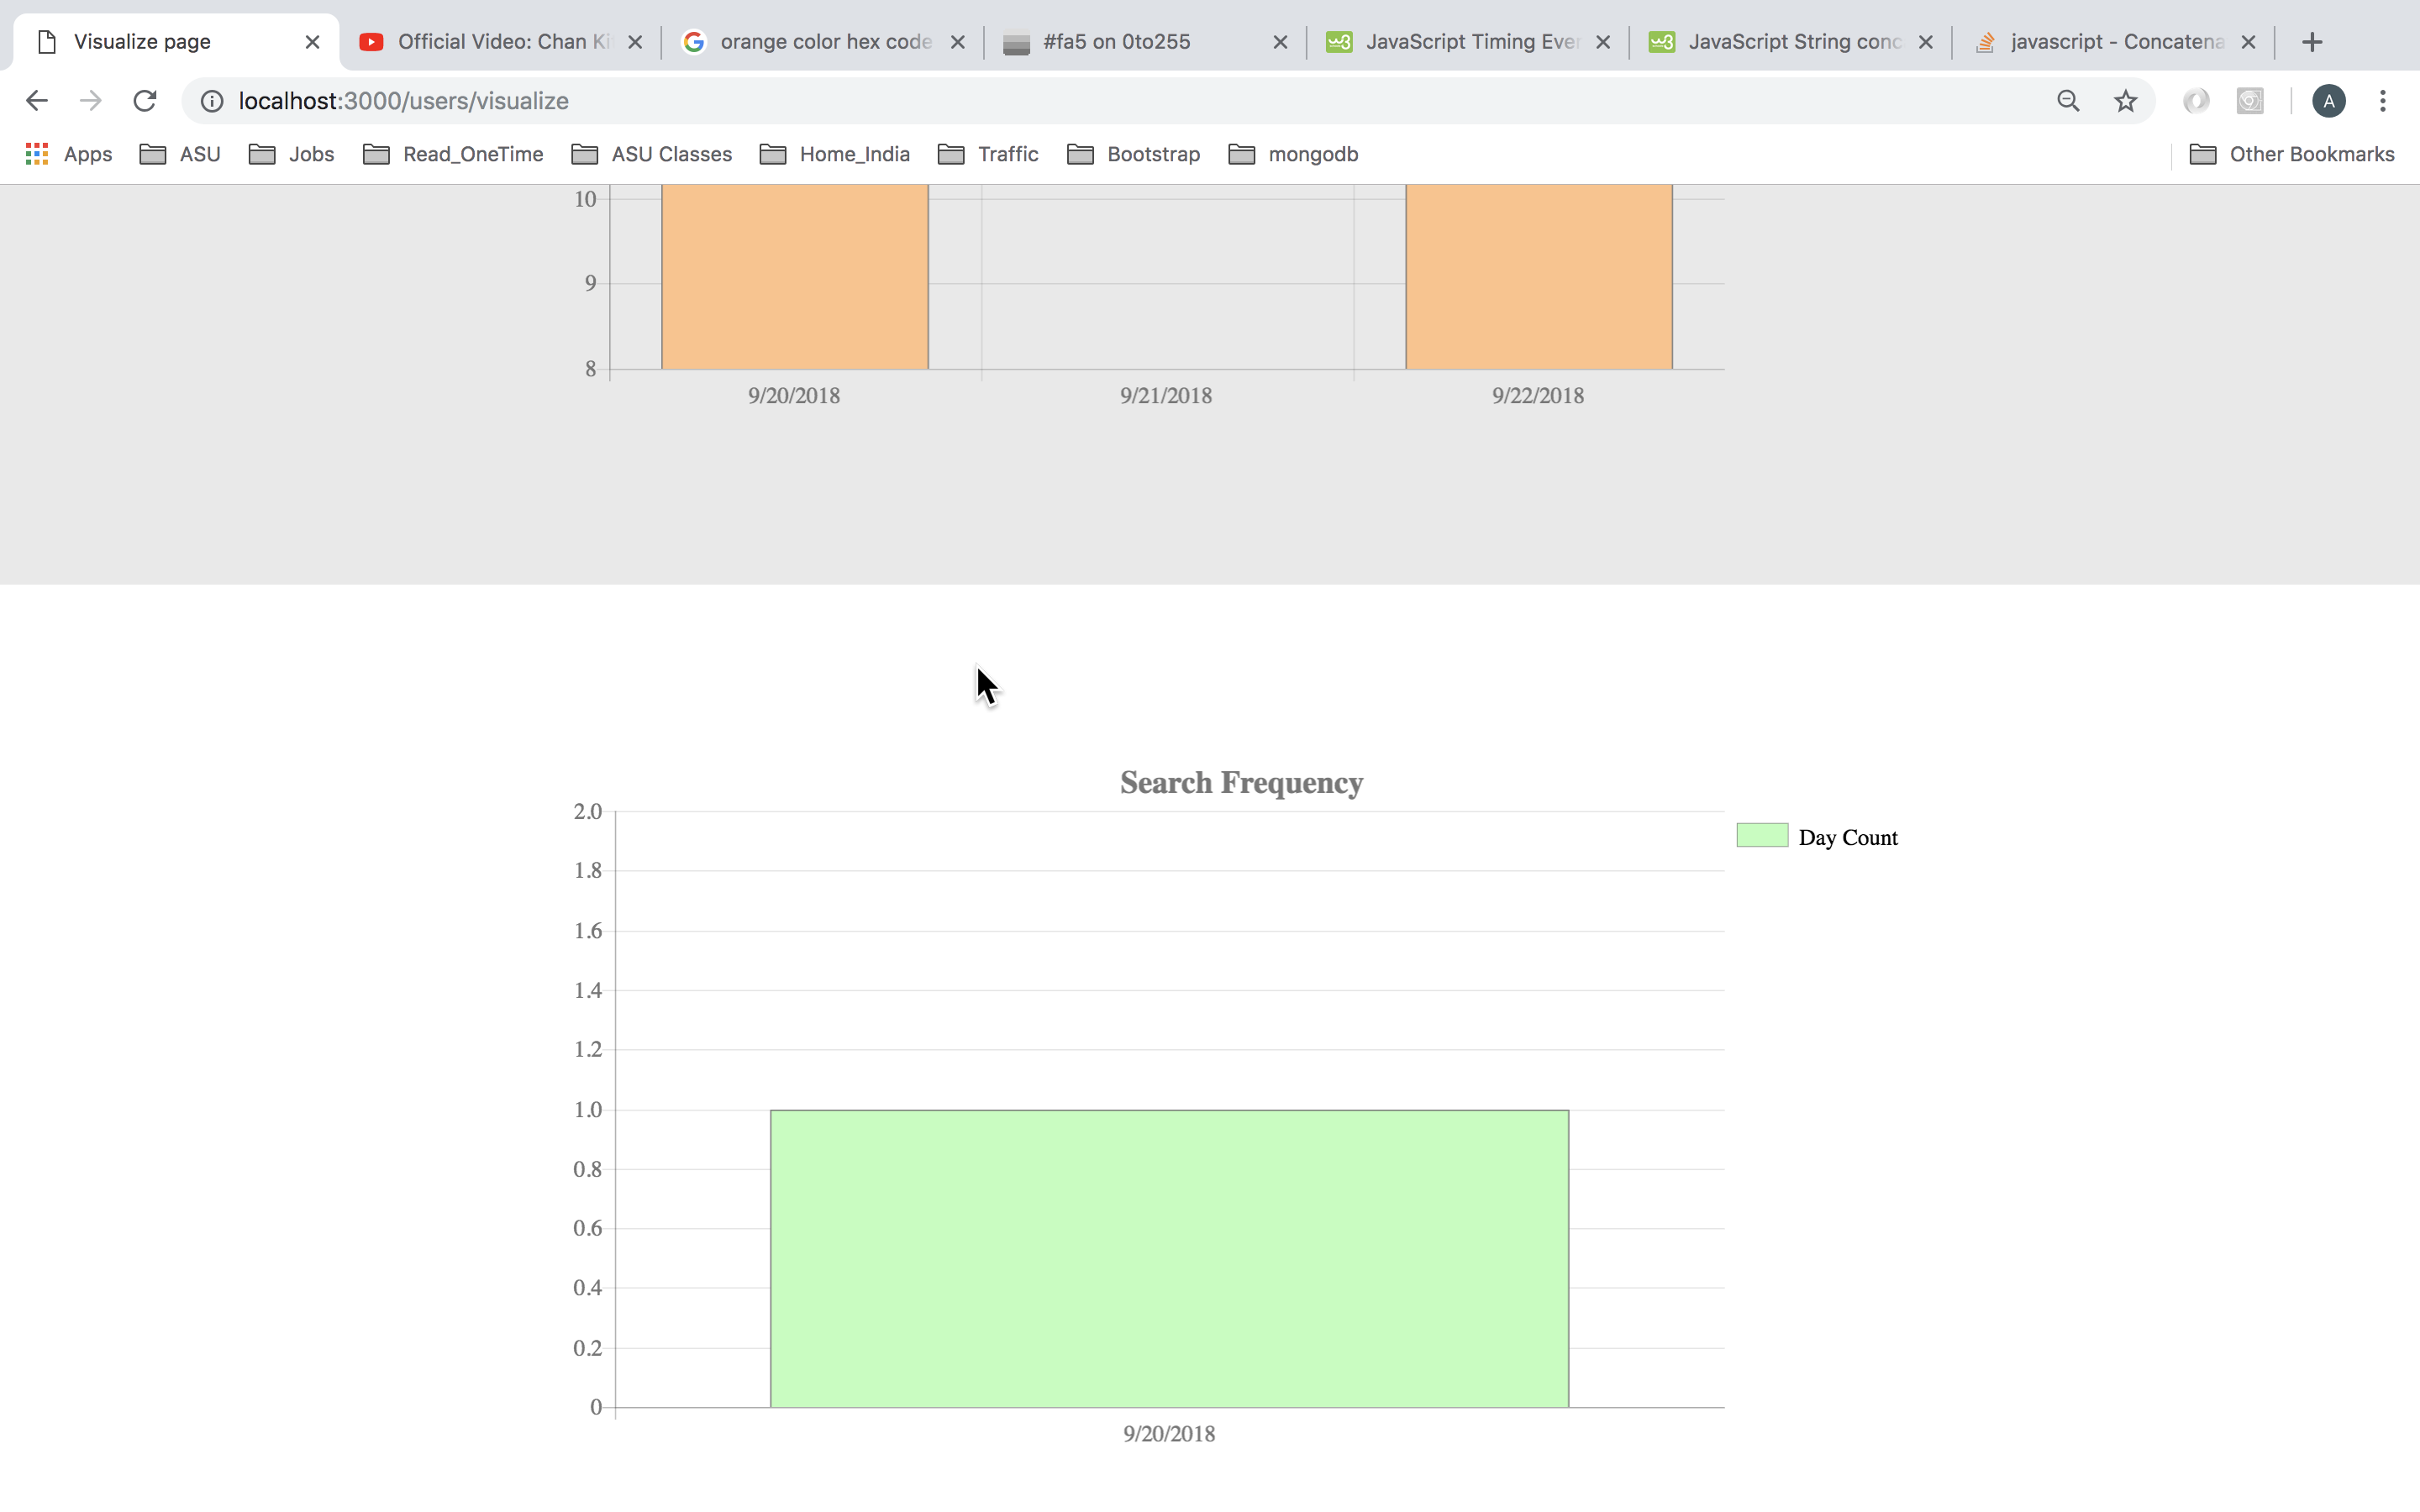 Visualize page
Official Video: Chan Ki
orange color hex code
#fa5 on 0to255
JavaScript Timing Eve
JavaScript String conc
javascript - Concatena
localhost:3000/users/visualize
A
Apps
ASU
Jobs
Read_OneTime
ASU Classes
Home_India
Traffic
Bootstrap
mongodb
Other Bookmarks
10
9
8
9/20/2018
9/21/2018
9/22/2018
Search Frequency
2.0
Day Count
1.8
1.6
1.4
1.2
1.0
0.8
0.6
0.4
0.2
0
9/20/2018